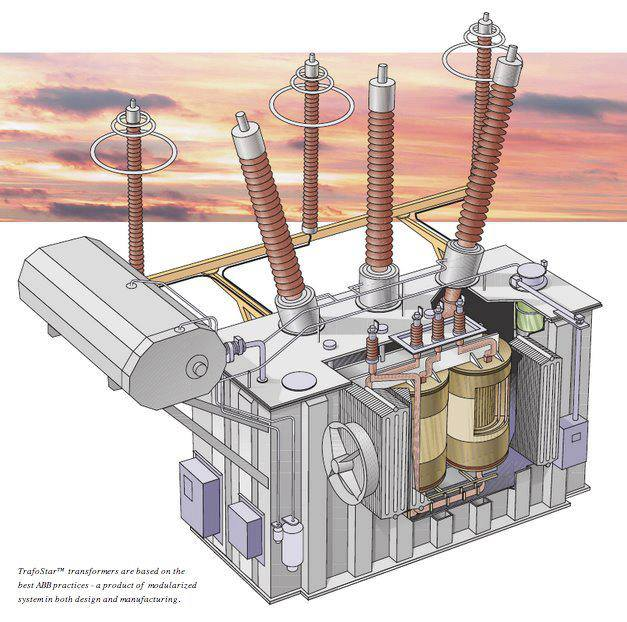 TrafoStar™ transformers are based on the
best ABB practices - a product of modularized
system in both design and manufacturing.